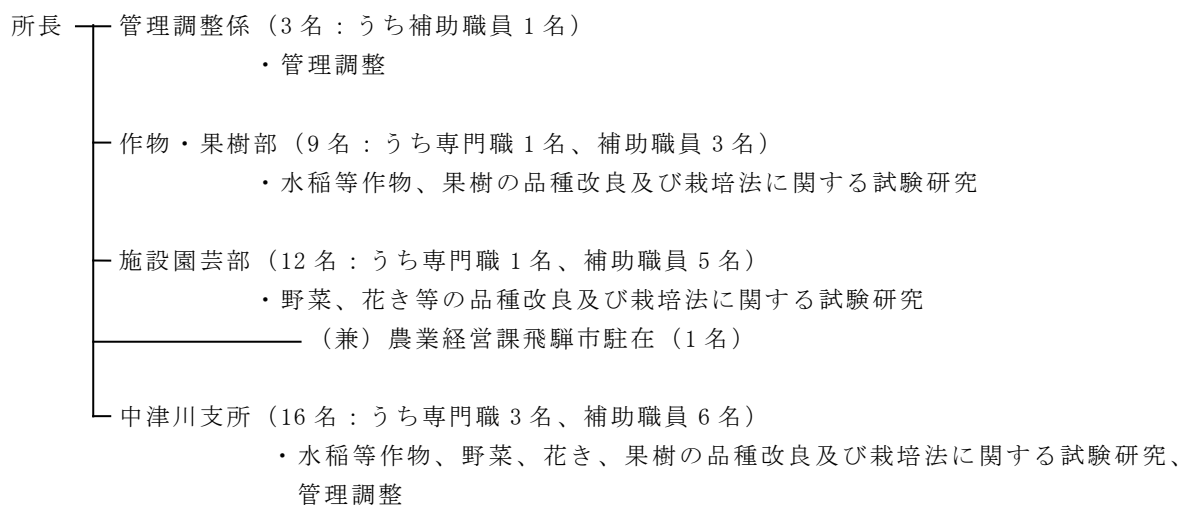 所長 管理調整係（3名：うち補助職員1名）
・管理調整
作物・果樹部（9名：うち専門職1名、補助職員3名）
・水稲等作物、果樹の品種改良及び栽培法に関する試験研究
施設園芸部（12名：うち専門職1名、補助職員5名）
・野菜、花き等の品種改良及び栽培法に関する試験研究
（兼）農業経営課飛騨市駐在（1名）
中津川支所（16名：うち専門職3名、補助職員6名）
・水稲等作物、野菜、花き、果樹の品種改良及び栽培法に関する試験研究、
管理調整